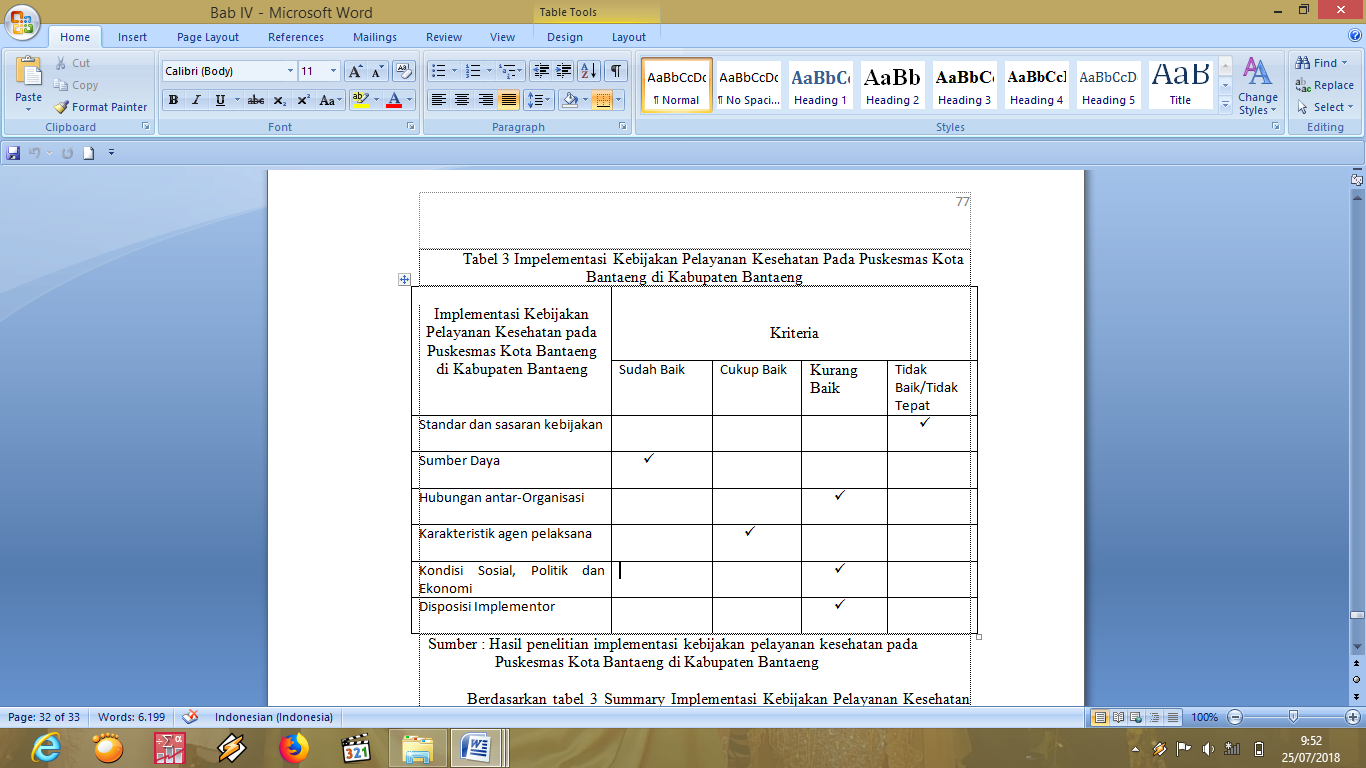 Bab IV - Microsoft Word
Table Tools
Home
Insert
Page Layout
References
Mailings
Review
View
Design
Layout
Paste
Cut
Copy
Format Painter
Clipboard
Calibri (Body)
11
Font
Paragraph
AaBbCcDc
¶ Normal
AaBbCcDc
¶ No Spaci...
AaBbC
Heading 1
AaBb
Heading 2
AaBbC
Heading 3
AaBbCcI
Heading 4
AaBbCcD
Heading 5
AaB
Title
Change
Styles
Styles
Find
Replace
Select
Editing
77
Tabel 3 Impelementasi Kebijakan Pelayanan Kesehatan Pada Puskesmas Kota
Bantaeng di Kabupaten Bantaeng
Implementasi Kebijakan
Pelayanan Kesehatan pada
Puskesmas Kota Bantaeng
di Kabupaten Bantaeng
Kriteria
Sudah Baik
Cukup Baik
Kurang
Baik
Tidak
Baik/Tidak
Tepat
Standar dan sasaran kebijakan ✓
Sumber Daya ✓
Hubungan antar-Organisasi ✓
Karakteristik agen pelaksana ✓
Kondisi Sosial, Politik dan
Ekonomi ✓
Disposisi Implementor ✓
Sumber : Hasil penelitian implementasi kebijakan pelayanan kesehatan pada
Puskesmas Kota Bantaeng di Kabupaten Bantaeng
Berdasarkan tabel 3 Summary Implementasi Kebijakan Pelayanan Kesehatan
Page: 32 of 33
Words: 6.199
Indonesian (Indonesia)
100%
321
9:52
25/07/2018